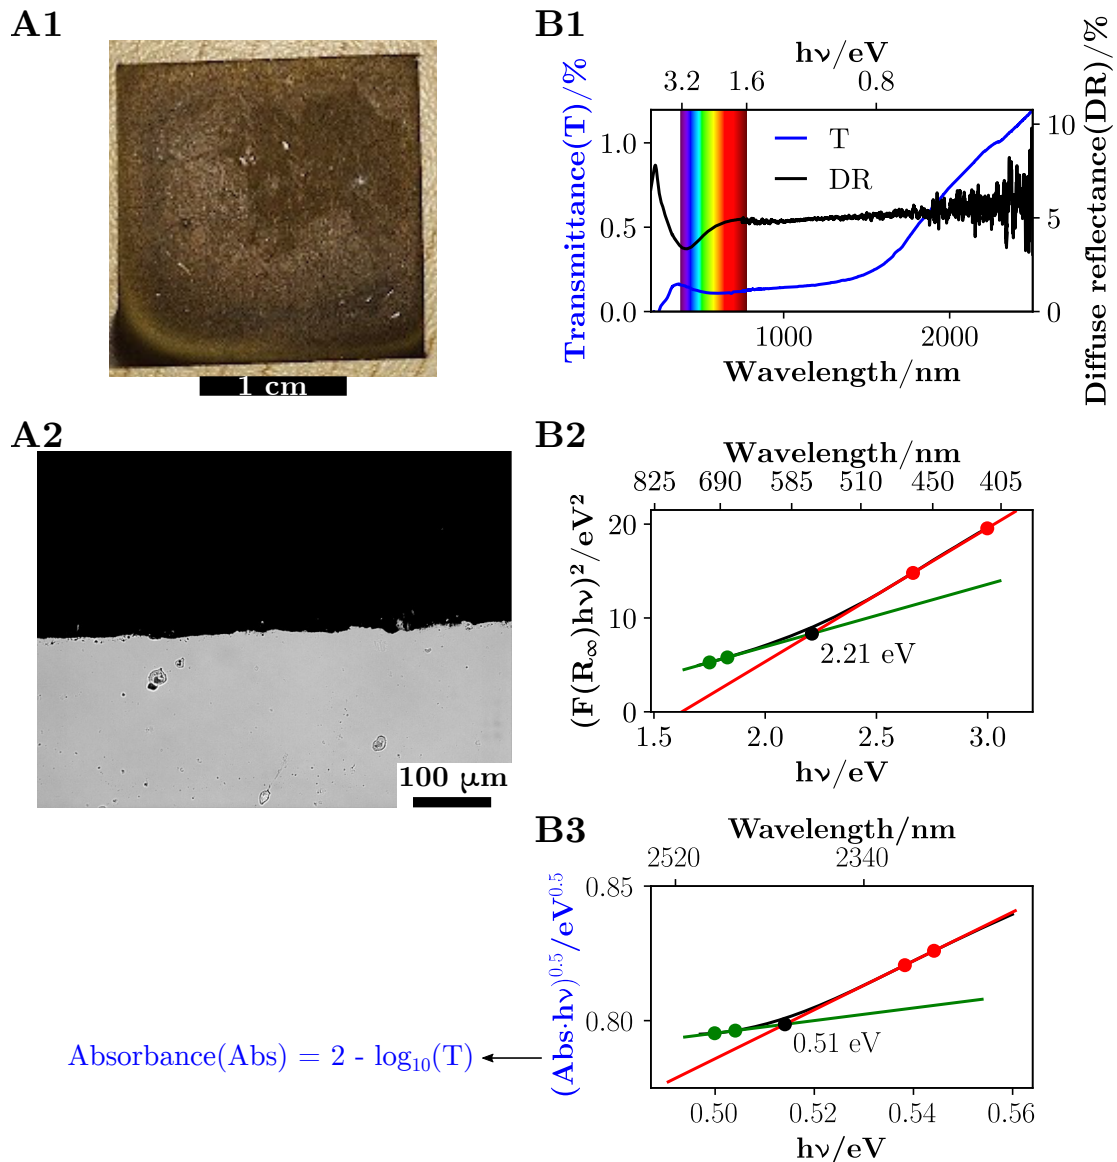 A1
1 cm
A2
100 μm
Absorbance(Abs) = 2 - log₁₀(T)
B1
hν/eV
3.2 1.6 0.8
Transmittance(T)/%
1.0
0.5
0.0
T
DR
10
5
0
Diffuse reflectance(DR)/%
1000 2000
Wavelength/nm
B2
Wavelength/nm
825 690 585 510 450 405
(F(R∞)hν)²/eV²
20
10
0
2.21 eV
1.5 2.0 2.5 3.0
hν/eV
B3
Wavelength/nm
2520 2340
(Abs·hν)⁰·⁵/eV⁰·⁵
0.85
0.80
0.51 eV
0.50 0.52 0.54 0.56
hν/eV